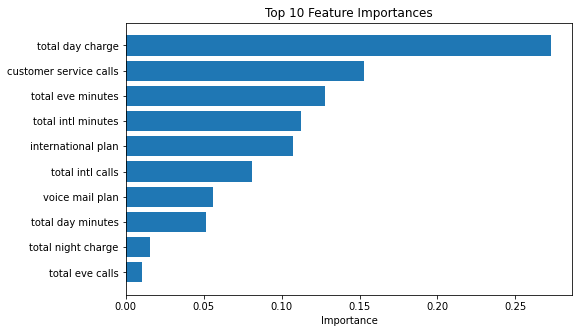 Top 10 Feature Importances
total day charge
customer service calls
total eve minutes
total intl minutes
international plan
total intl calls
voice mail plan
total day minutes
total night charge
total eve calls
0.00 0.05 0.10 0.15 0.20 0.25
Importance